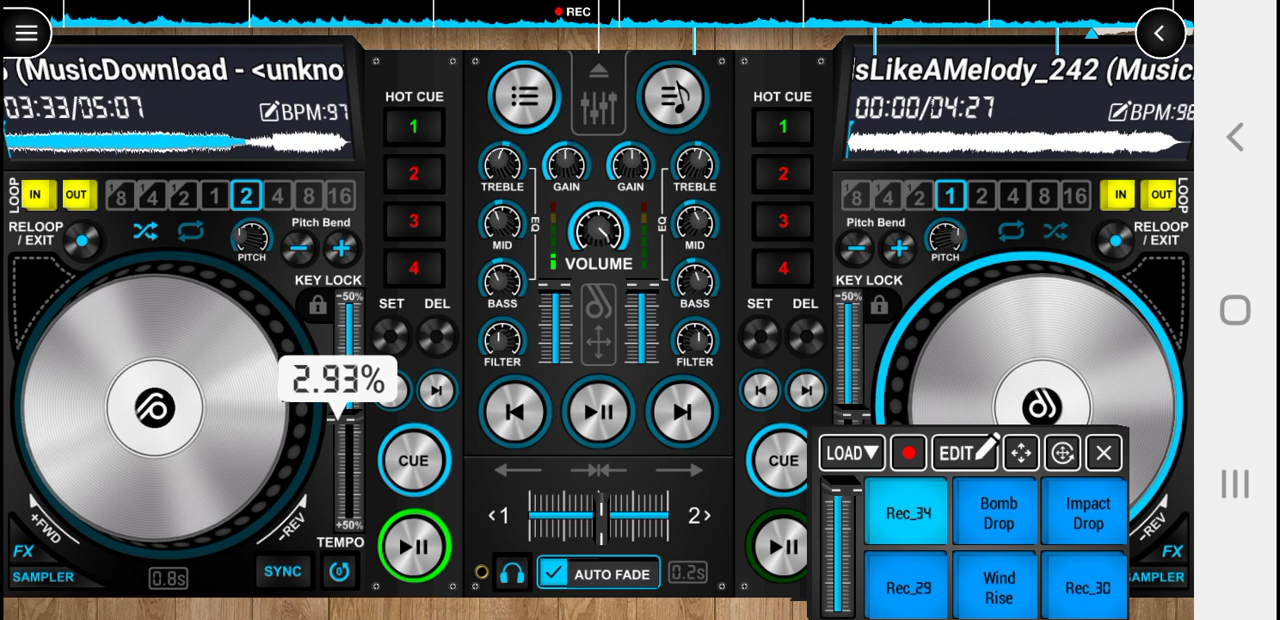 REC
(MusicDownload - <unkno
03:33/05:07
BPM:97
HOT CUE
1
2
3
4
SET DEL
LOOP
IN OUT
1/8 1/4 1/2 1 2 4 8 16
RELOOP
/ EXIT
PITCH
Pitch Bend
KEY LOCK
-50%
2.93%
+50%
TEMPO
+FWD
-REV
FX
SAMPLER
0.8s
SYNC
CUE
TREBLE
GAIN
GAIN
TREBLE
MID
EQ
VOLUME
EQ
MID
BASS
BASS
FILTER
FILTER
<1
2>
AUTO FADE
0.2s
HOT CUE
1
2
3
4
SET DEL
CUE
sLikeAMelody_242 (Music
00:00/04:27
BPM:98
1/8 1/4 1/2 1 2 4 8 16
IN OUT
LOOP
Pitch Bend
PITCH
RELOOP
/ EXIT
KEY LOCK
-50%
-REV
FX
SAMPLER
LOAD▼
EDIT
Rec_34
Bomb
Drop
Impact
Drop
Rec_29
Wind
Rise
Rec_30